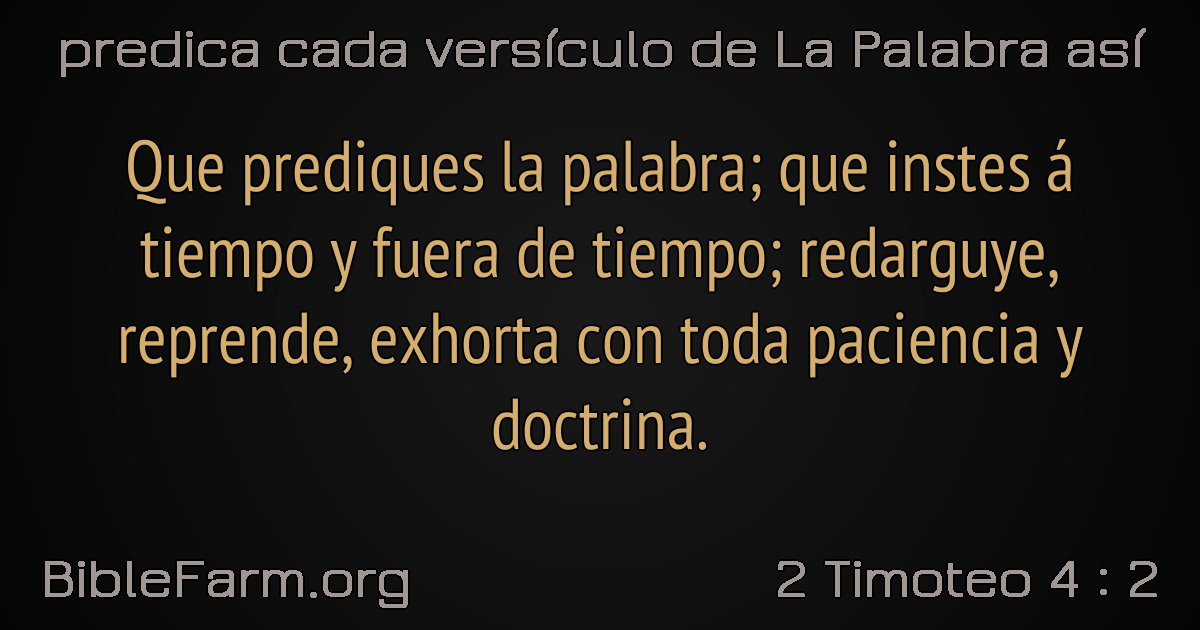 predica cada versículo de La Palabra así
Que prediques la palabra; que instes á
tiempo y fuera de tiempo; redarguye,
reprende, exhorta con toda paciencia y
doctrina.
BibleFarm.org
2 Timoteo 4 : 2